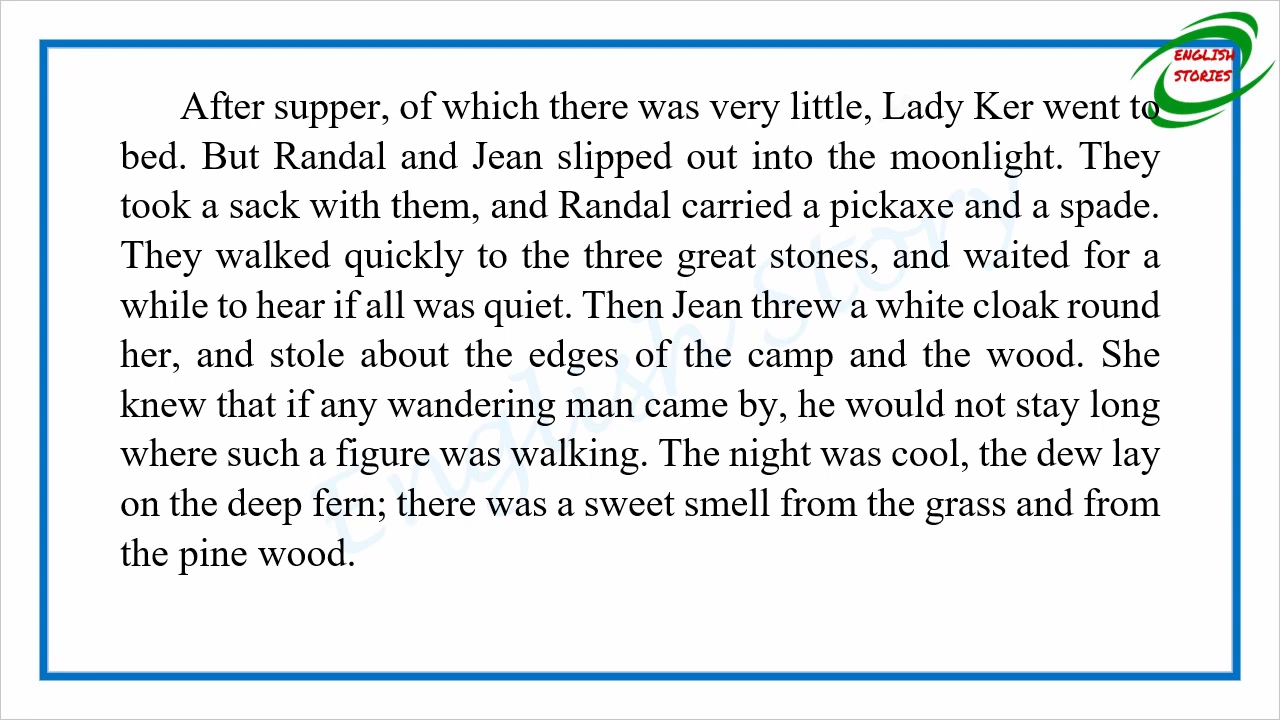 ENGLISH
STORIES
After supper, of which there was very little, Lady Ker went to
bed. But Randal and Jean slipped out into the moonlight. They
took a sack with them, and Randal carried a pickaxe and a spade.
They walked quickly to the three great stones, and waited for a
while to hear if all was quiet. Then Jean threw a white cloak round
her, and stole about the edges of the camp and the wood. She
knew that if any wandering man came by, he would not stay long
where such a figure was walking. The night was cool, the dew lay
on the deep fern; there was a sweet smell from the grass and from
the pine wood.
English Story